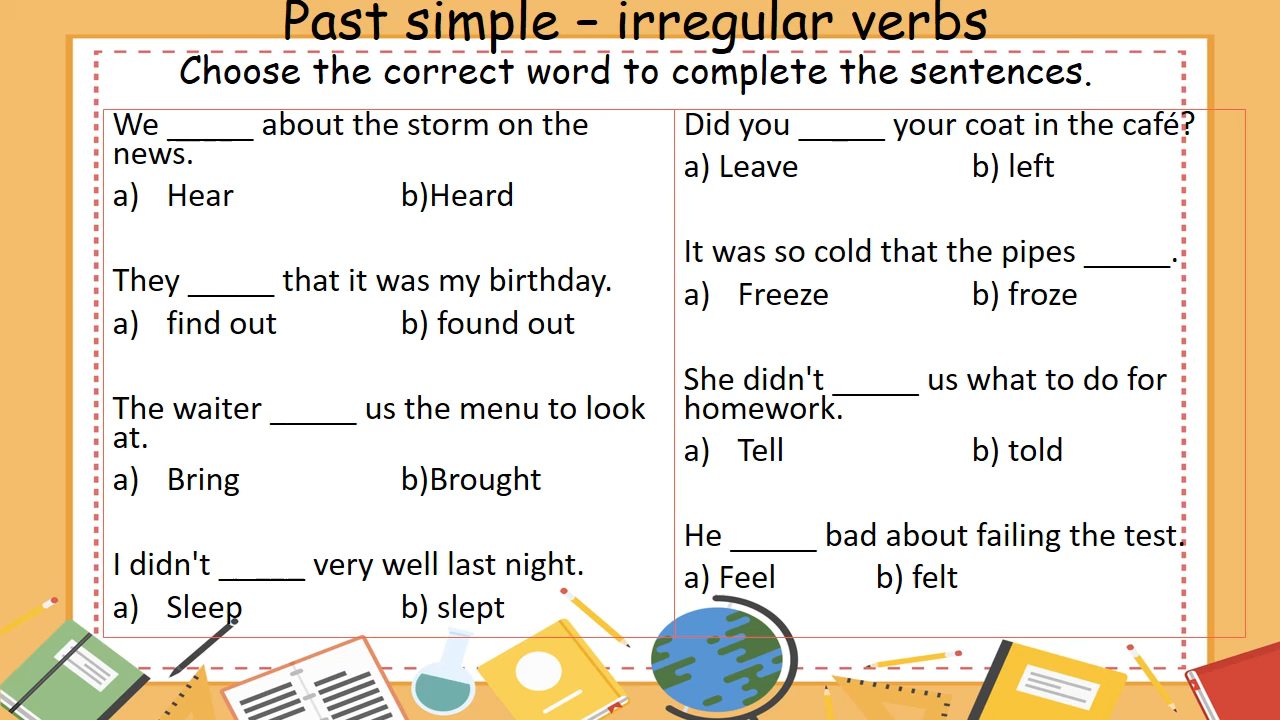 Past simple – irregular verbs
Choose the correct word to complete the sentences.
We _____ about the storm on the
news.
a) Hear b)Heard
They _____ that it was my birthday.
a) find out b) found out
The waiter _____ us the menu to look
at.
a) Bring b)Brought
I didn't _____ very well last night.
a) Sleep b) slept
Did you _____ your coat in the café?
a) Leave b) left
It was so cold that the pipes _____.
a) Freeze b) froze
She didn't _____ us what to do for
homework.
a) Tell b) told
He _____ bad about failing the test.
a) Feel b) felt